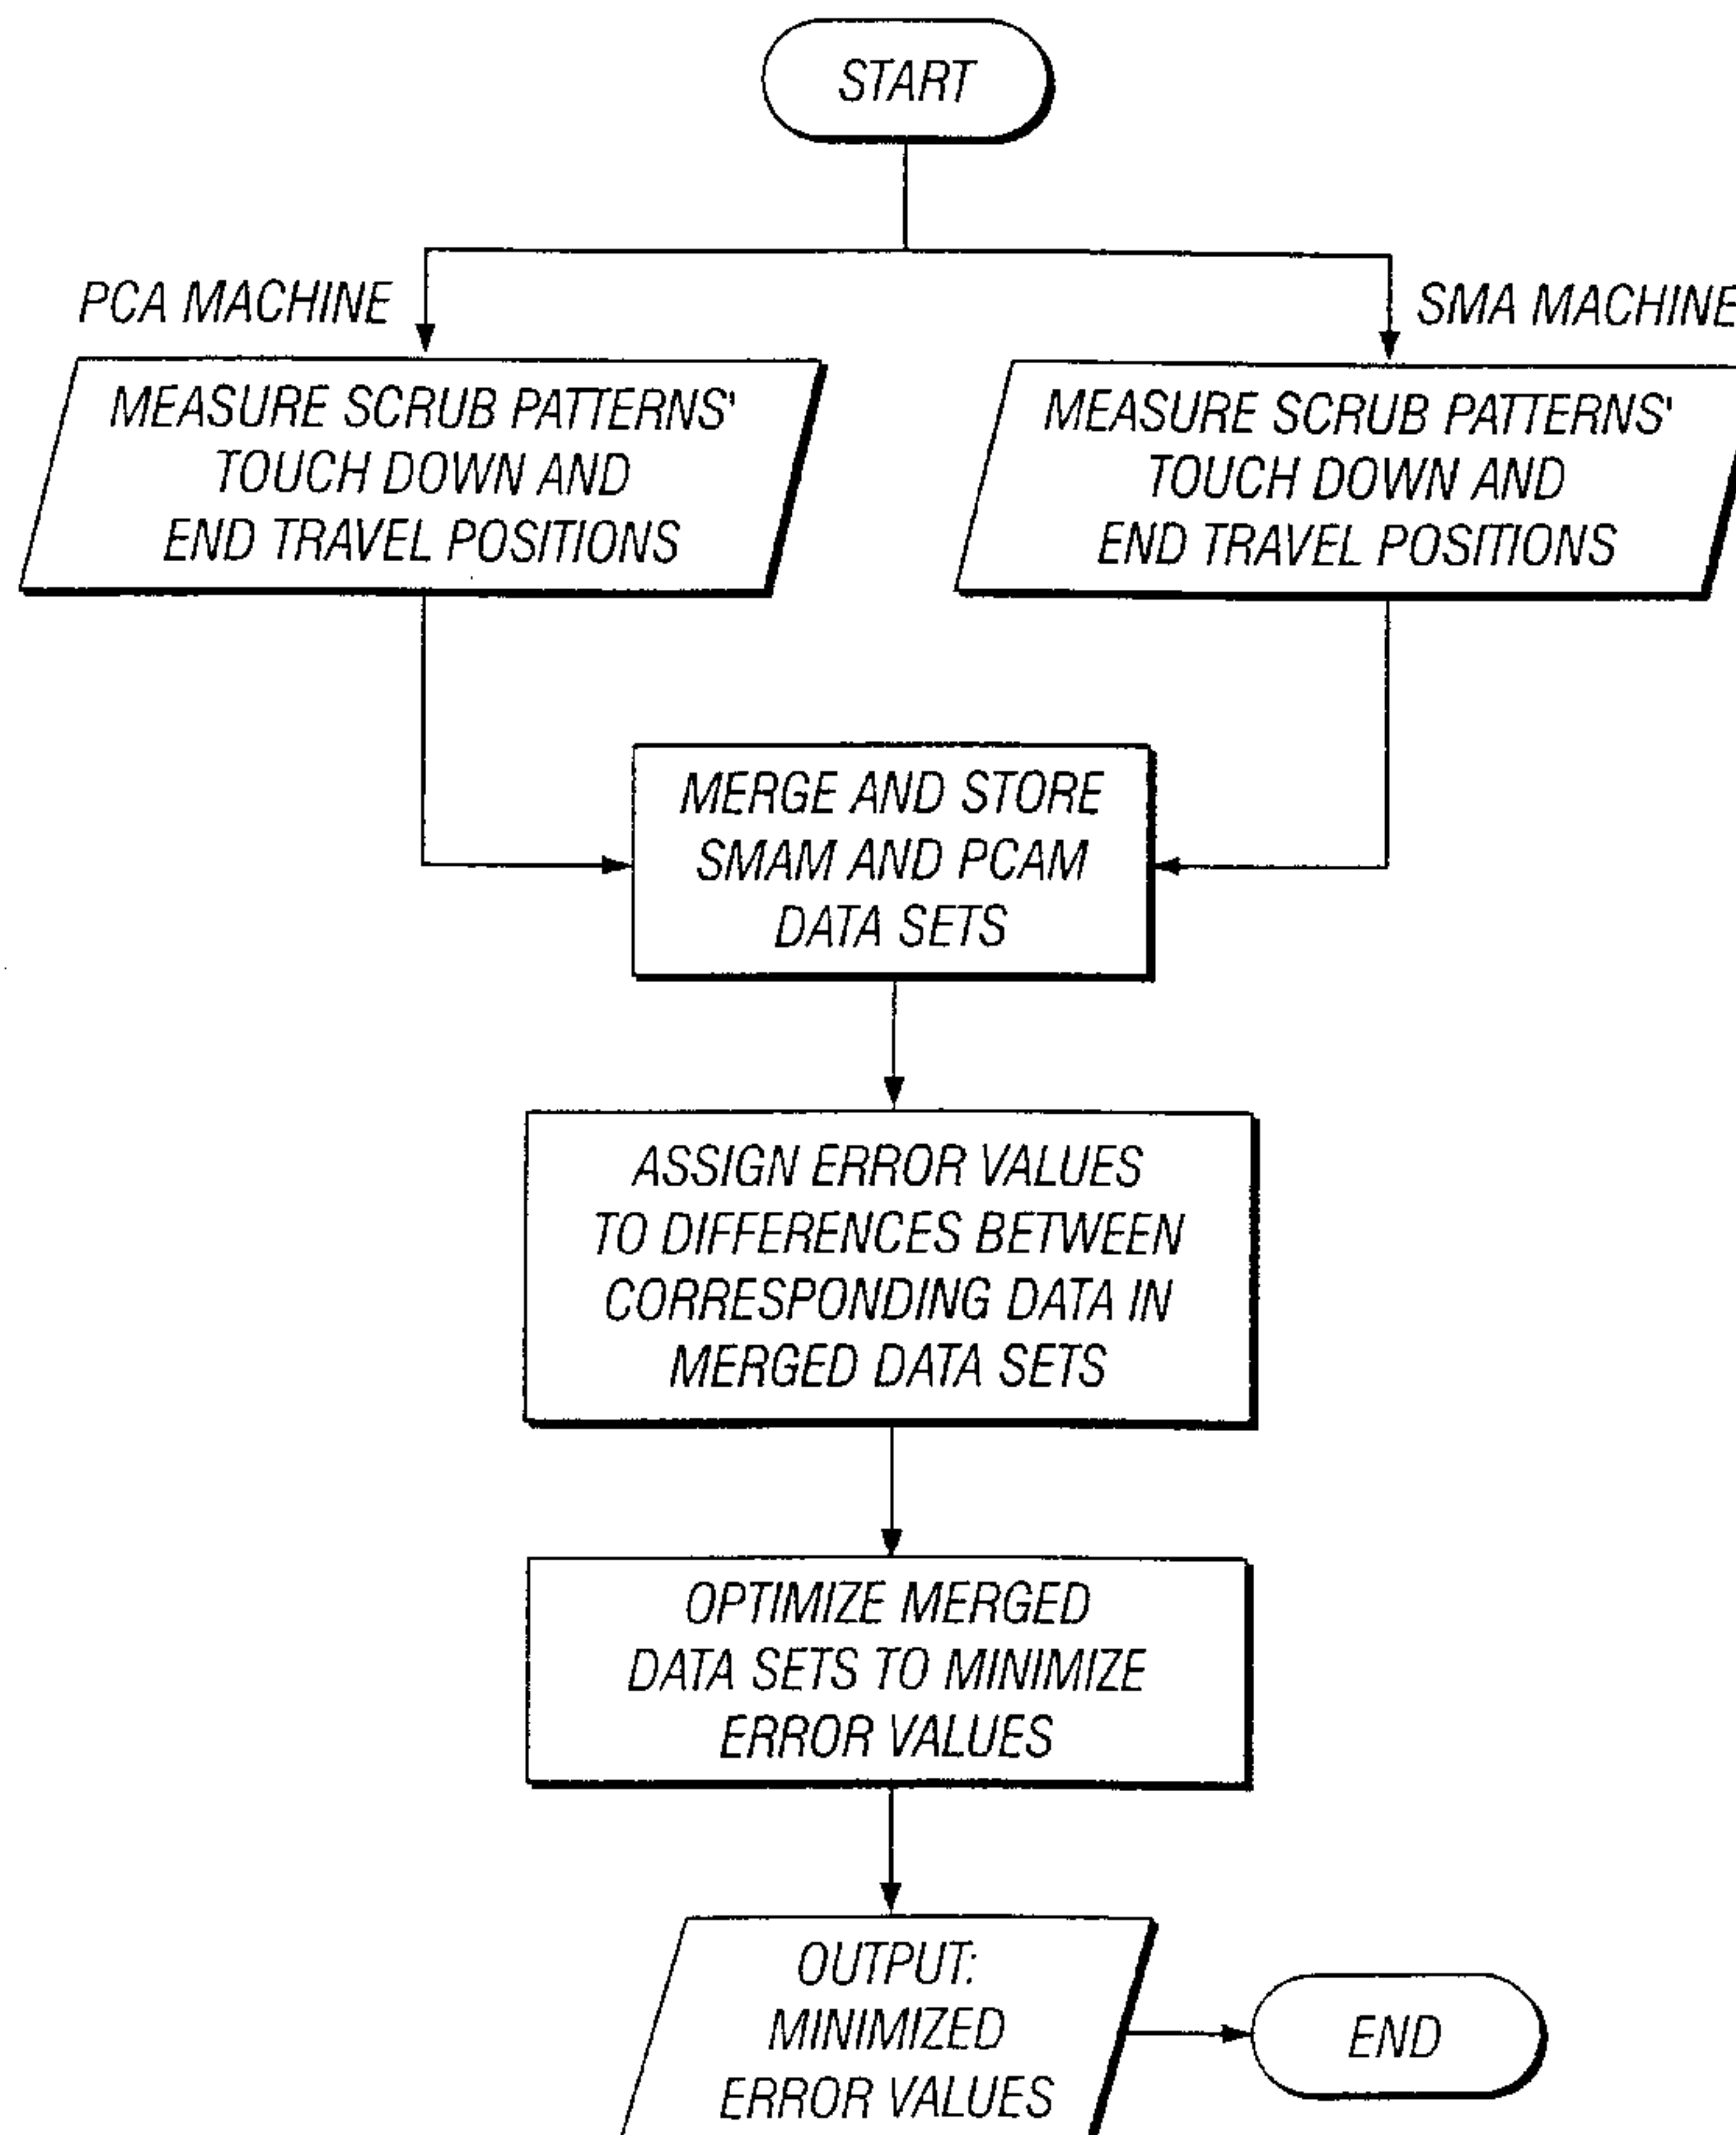 START
PCA MACHINE
SMA MACHINE
MEASURE SCRUB PATTERNS'
TOUCH DOWN AND
END TRAVEL POSITIONS
MEASURE SCRUB PATTERNS'
TOUCH DOWN AND
END TRAVEL POSITIONS
MERGE AND STORE
SMAM AND PCAM
DATA SETS
ASSIGN ERROR VALUES
TO DIFFERENCES BETWEEN
CORRESPONDING DATA IN
MERGED DATA SETS
OPTIMIZE MERGED
DATA SETS TO MINIMIZE
ERROR VALUES
OUTPUT:
MINIMIZED
ERROR VALUES
END